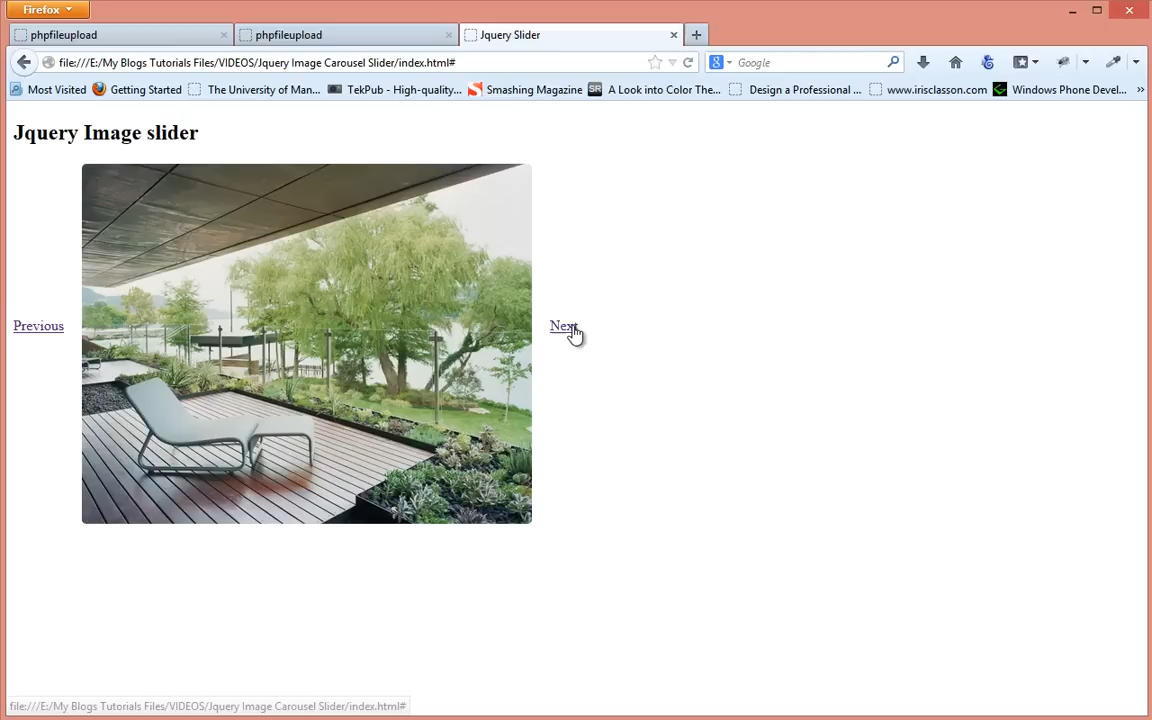 Firefox
phpfileupload
phpfileupload
Jquery Slider
file:///E:/My Blogs Tutorials Files/VIDEOS/Jquery Image Carousel Slider/index.html#
Google
Most Visited
Getting Started
The University of Man...
TekPub - High-quality...
Smashing Magazine
SR
A Look into Color The...
Design a Professional ...
www.irisclasson.com
Windows Phone Devel...
Jquery Image slider
Previous
Next
file:///E:/My Blogs Tutorials Files/VIDEOS/Jquery Image Carousel Slider/index.html#